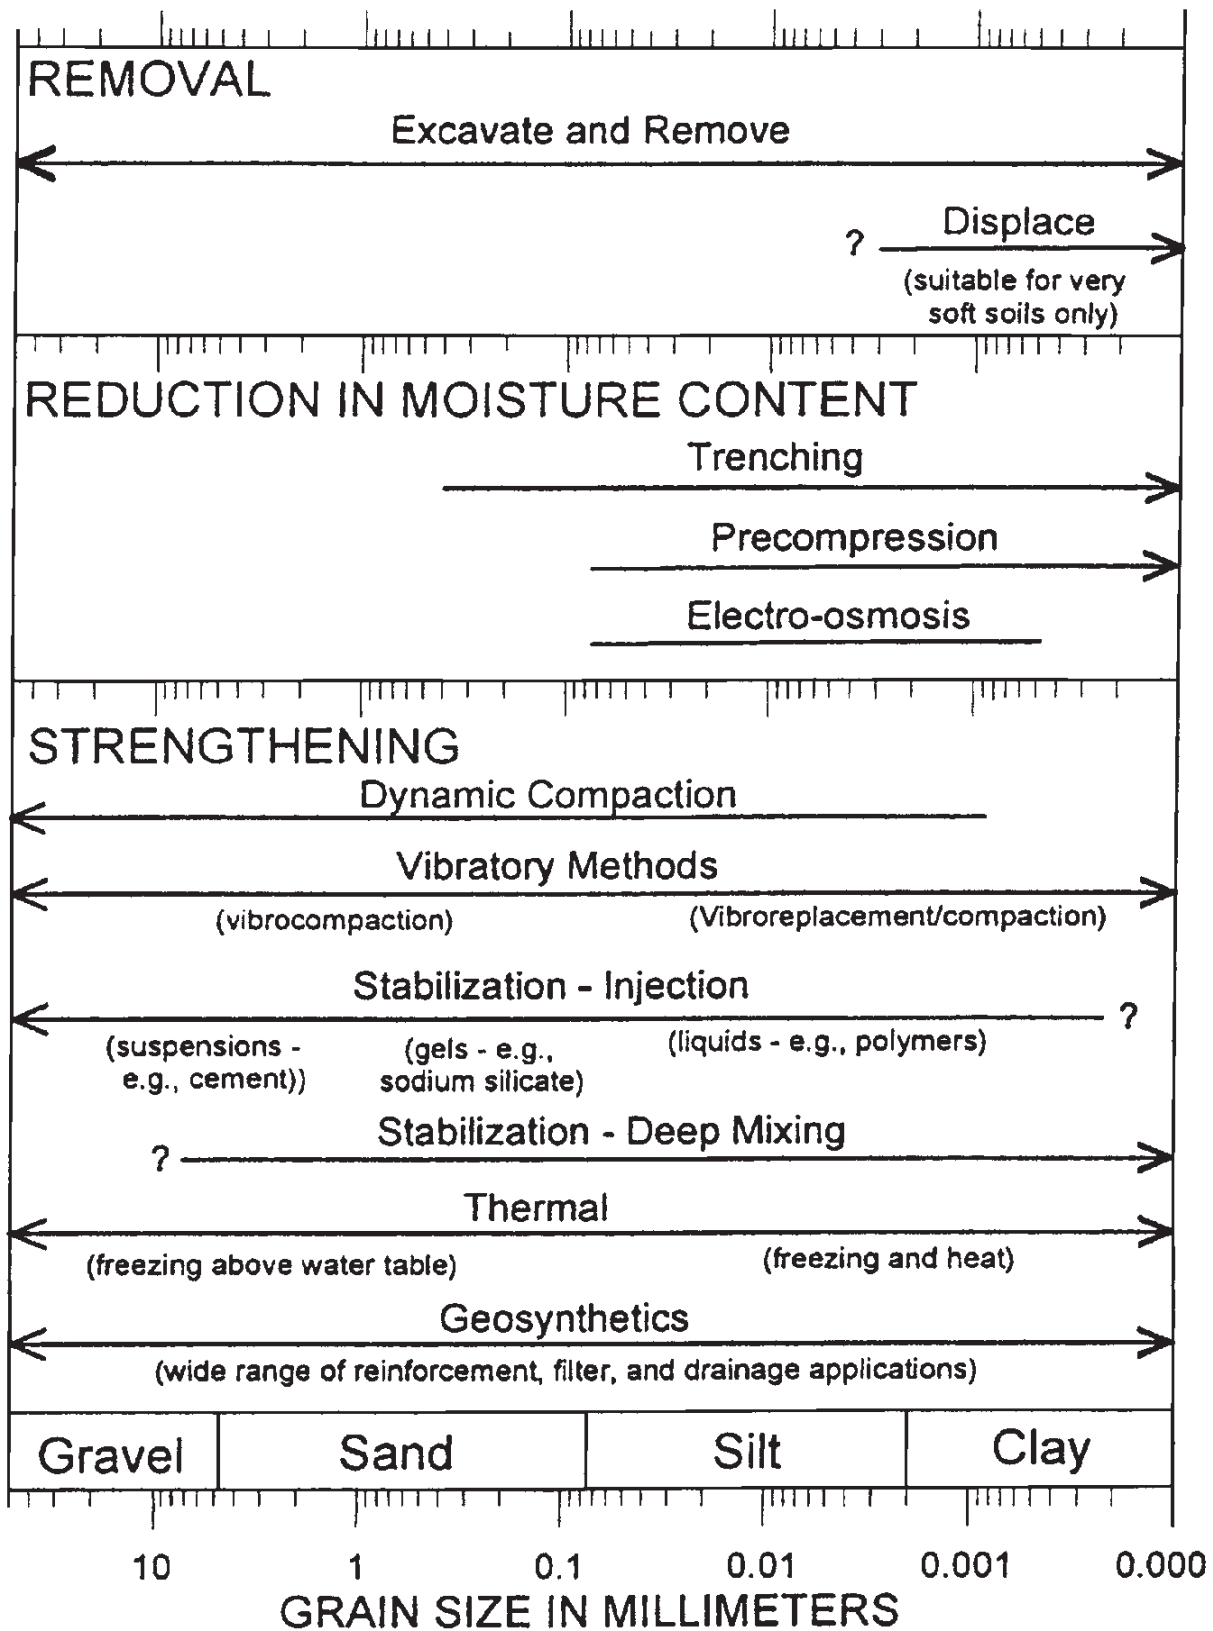 REMOVAL
Excavate and Remove
? Displace
(suitable for very
soft soils only)
REDUCTION IN MOISTURE CONTENT
Trenching
Precompression
Electro-osmosis
STRENGTHENING
Dynamic Compaction
Vibratory Methods
(vibrocompaction) (Vibroreplacement/compaction)
Stabilization - Injection
?
(suspensions - (gels - e.g., (liquids - e.g., polymers)
e.g., cement)) sodium silicate)
Stabilization - Deep Mixing
?
Thermal
(freezing above water table) (freezing and heat)
Geosynthetics
(wide range of reinforcement, filter, and drainage applications)
Gravel Sand Silt Clay
10 1 0.1 0.01 0.001 0.000
GRAIN SIZE IN MILLIMETERS